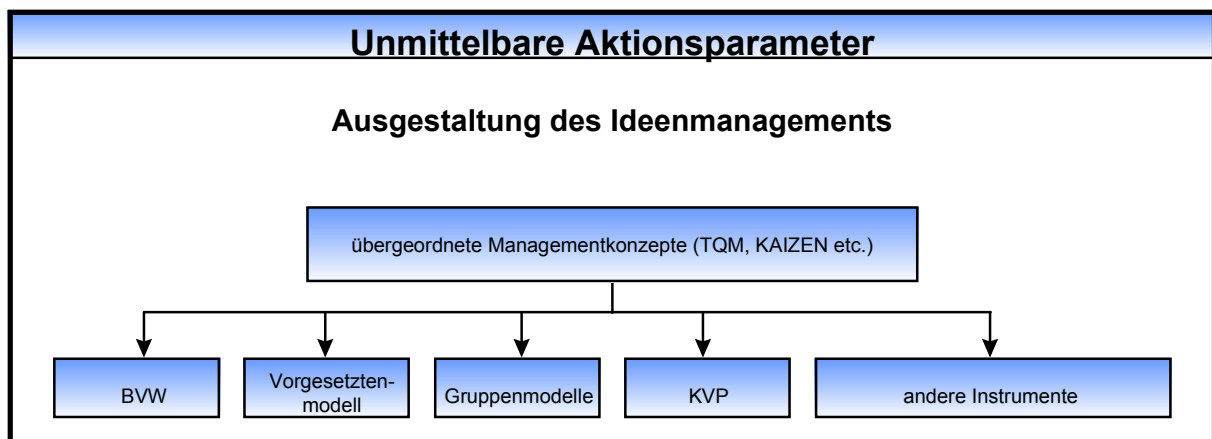 Unmittelbare Aktionsparameter
Ausgestaltung des Ideenmanagements
übergeordnete Managementkonzepte (TQM, KAIZEN etc.)
BVW
Vorgesetzten-
modell
Gruppenmodelle
KVP
andere Instrumente